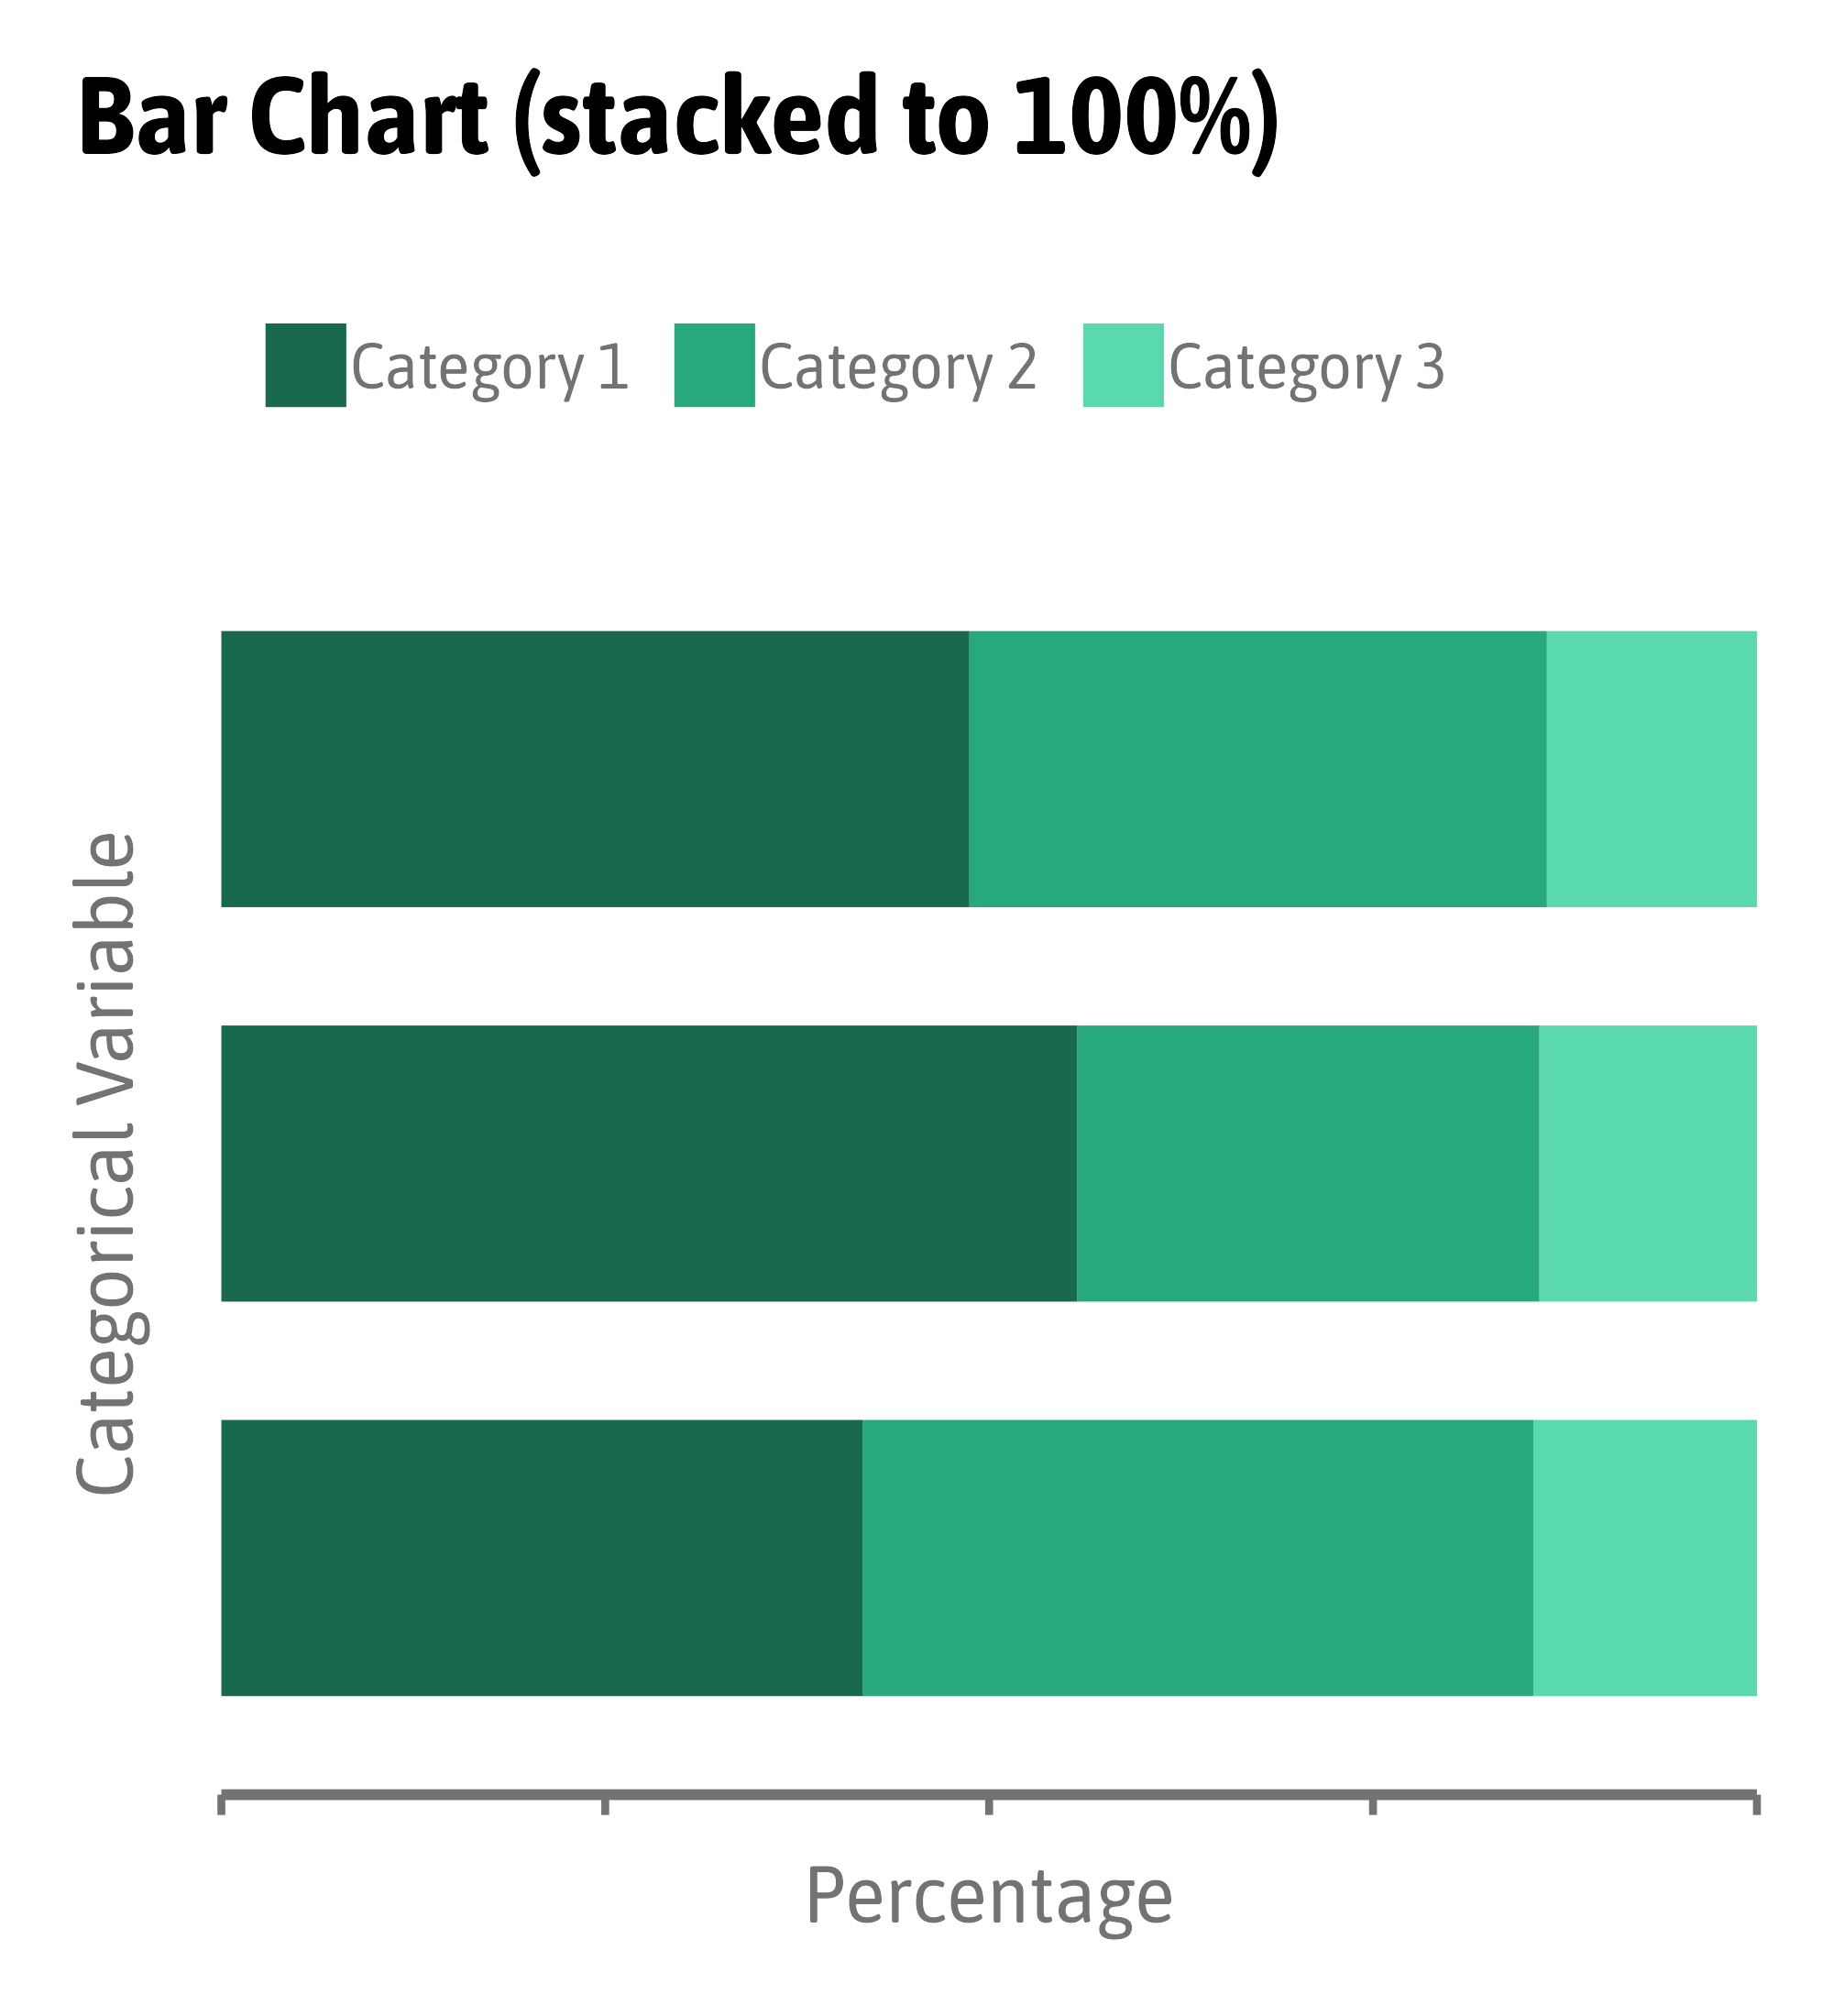 Bar Chart (stacked to 100%)
Category 1 Category 2 Category 3
Categorical Variable
Percentage